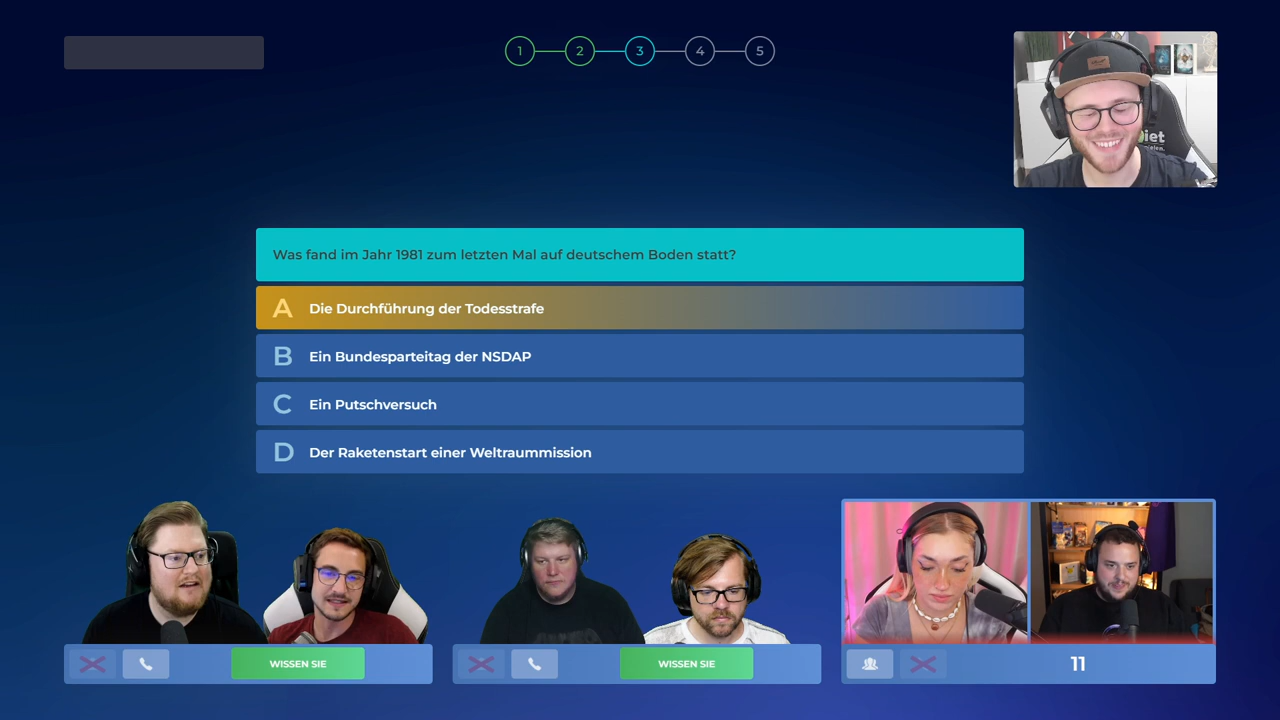 1 2 3 4 5
Was fand im Jahr 1981 zum letzten Mal auf deutschem Boden statt?
A Die Durchführung der Todesstrafe
B Ein Bundesparteitag der NSDAP
C Ein Putschversuch
D Der Raketenstart einer Weltraummission
WISSEN SIE
WISSEN SIE
11